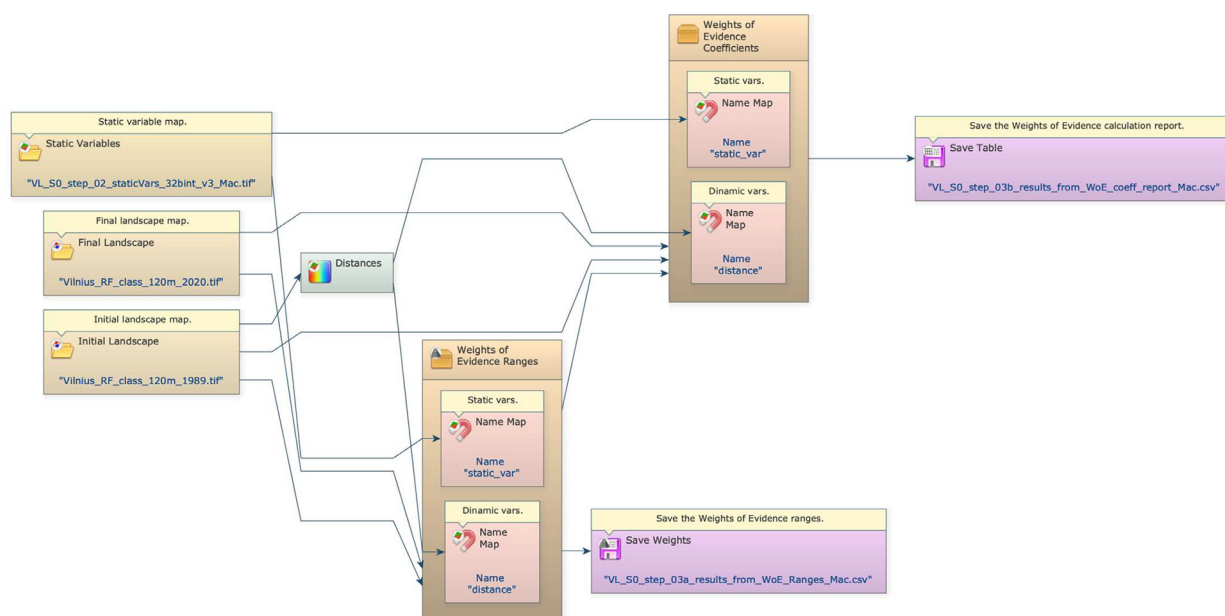 Weights of
Evidence
Coefficients
Static vars.
Name Map
Name
"static_var"
Dinamic vars.
Name
Map
Name
"distance"
Static variable map.
Static Variables
"VL_S0_step_02_staticVars_32bint_v3_Mac.tif"
Save the Weights of Evidence calculation report.
Save Table
"VL_S0_step_03b_results_from_WoE_coeff_report_Mac.csv"
Final landscape map.
Final Landscape
"Vilnius_RF_class_120m_2020.tif"
Distances
Initial landscape map.
Initial Landscape
"Vilnius_RF_class_120m_1989.tif"
Weights of
Evidence Ranges
Static vars.
Name Map
Name
"static_var"
Dinamic vars.
Name
Map
Name
"distance"
Save the Weights of Evidence ranges.
Save Weights
"VL_S0_step_03a_results_from_WoE_Ranges_Mac.csv"